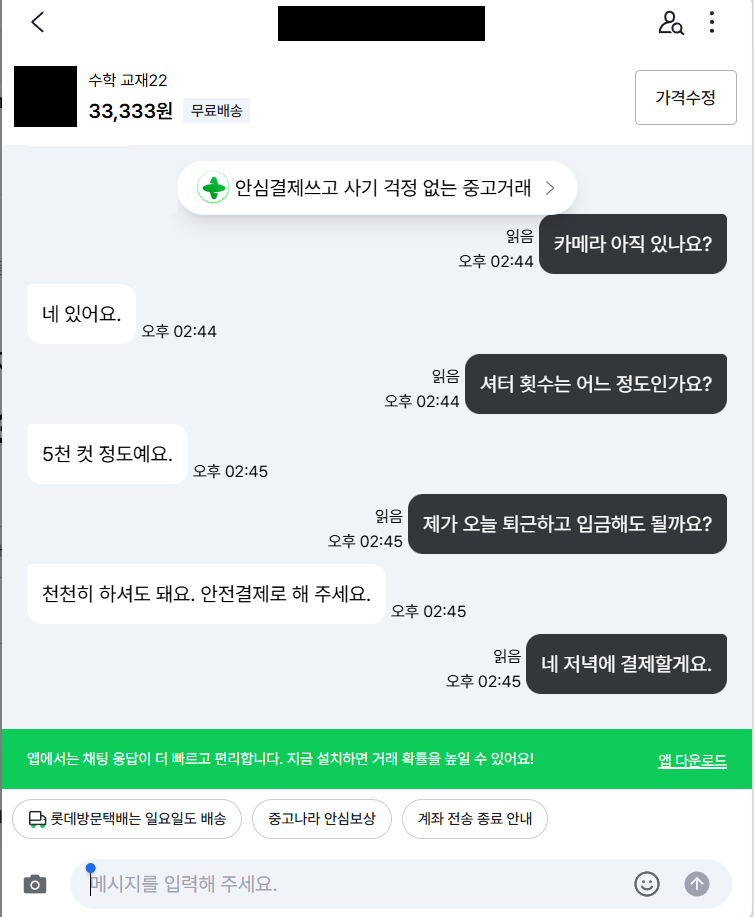 수학 교재22
33,333원 무료배송
가격수정
안심결제쓰고 사기 걱정 없는 중고거래
카메라 아직 있나요?
읽음
오후 02:44
네 있어요.
오후 02:44
셔터 횟수는 어느 정도인가요?
읽음
오후 02:44
5천 컷 정도예요.
오후 02:45
제가 오늘 퇴근하고 입금해도 될까요?
읽음
오후 02:45
천천히 하셔도 돼요. 안전결제로 해 주세요.
오후 02:45
네 저녁에 결제할게요.
읽음
오후 02:45
앱에서는 채팅 응답이 더 빠르고 편리합니다. 지금 설치하면 거래 확률을 높일 수 있어요!
앱 다운로드
롯데방문택배는 일요일도 배송
중고나라 안심보상
계좌 전송 종료 안내
메시지를 입력해 주세요.